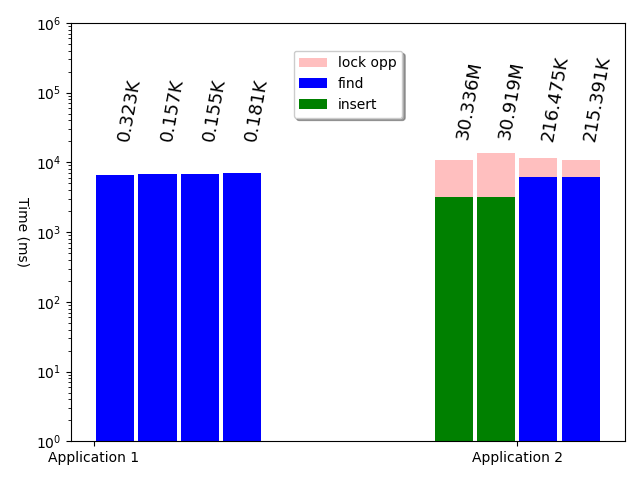 10^6
10^5
10^4
10^3
10^2
10^1
10^0
Time (ms)
lock opp
find
insert
0.323K
0.157K
0.155K
0.181K
30.336M
30.919M
216.475K
215.391K
Application 1
Application 2